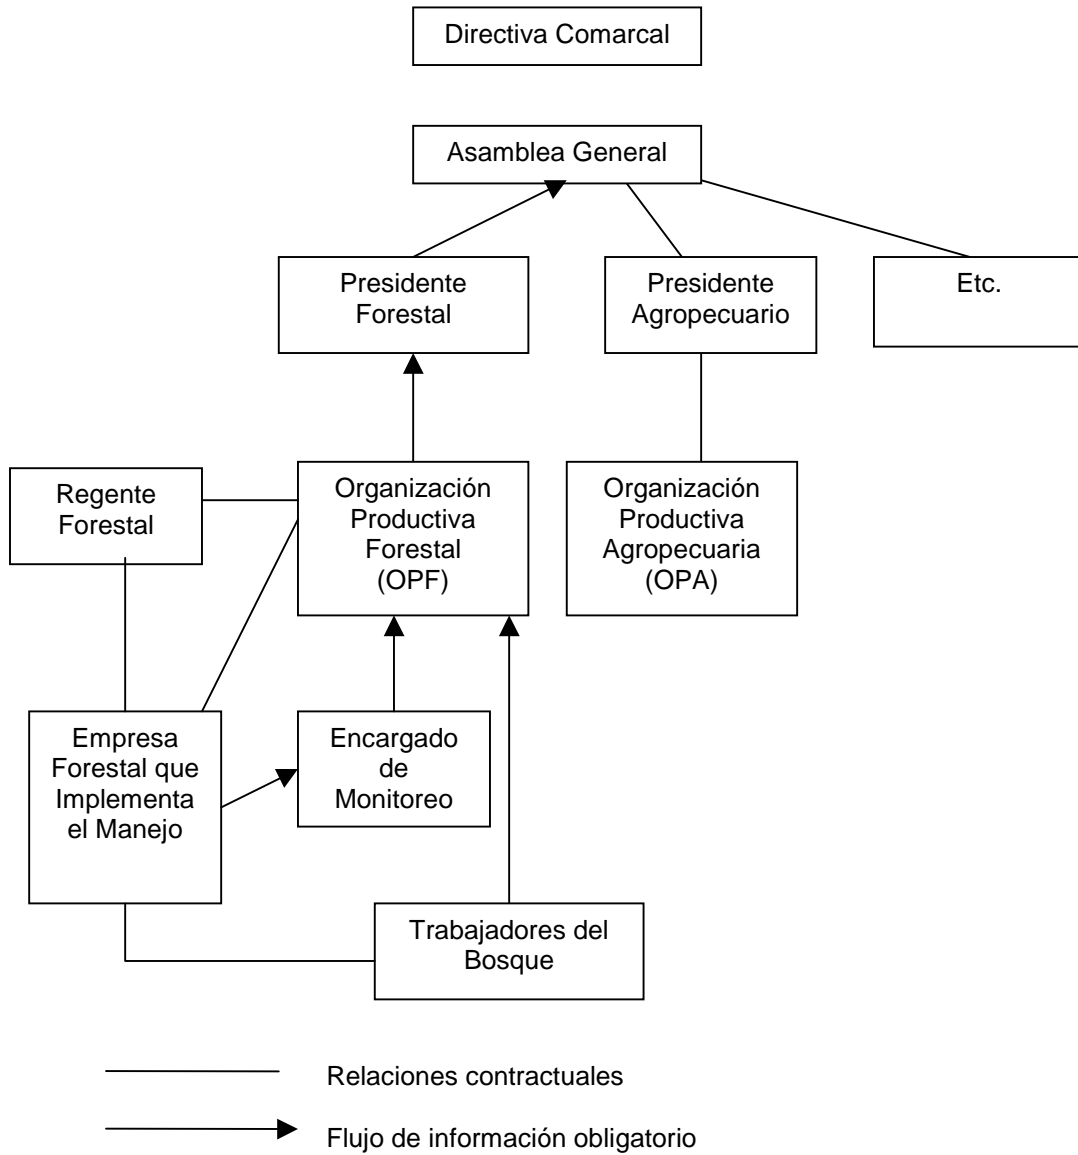 Directiva Comarcal
Asamblea General
Presidente
Forestal
Presidente
Agropecuario
Etc.
Regente
Forestal
Organización
Productiva
Forestal
(OPF)
Organización
Productiva
Agropecuaria
(OPA)
Empresa
Forestal que
Implementa
el Manejo
Encargado
de
Monitoreo
Trabajadores del
Bosque
Relaciones contractuales
Flujo de información obligatorio